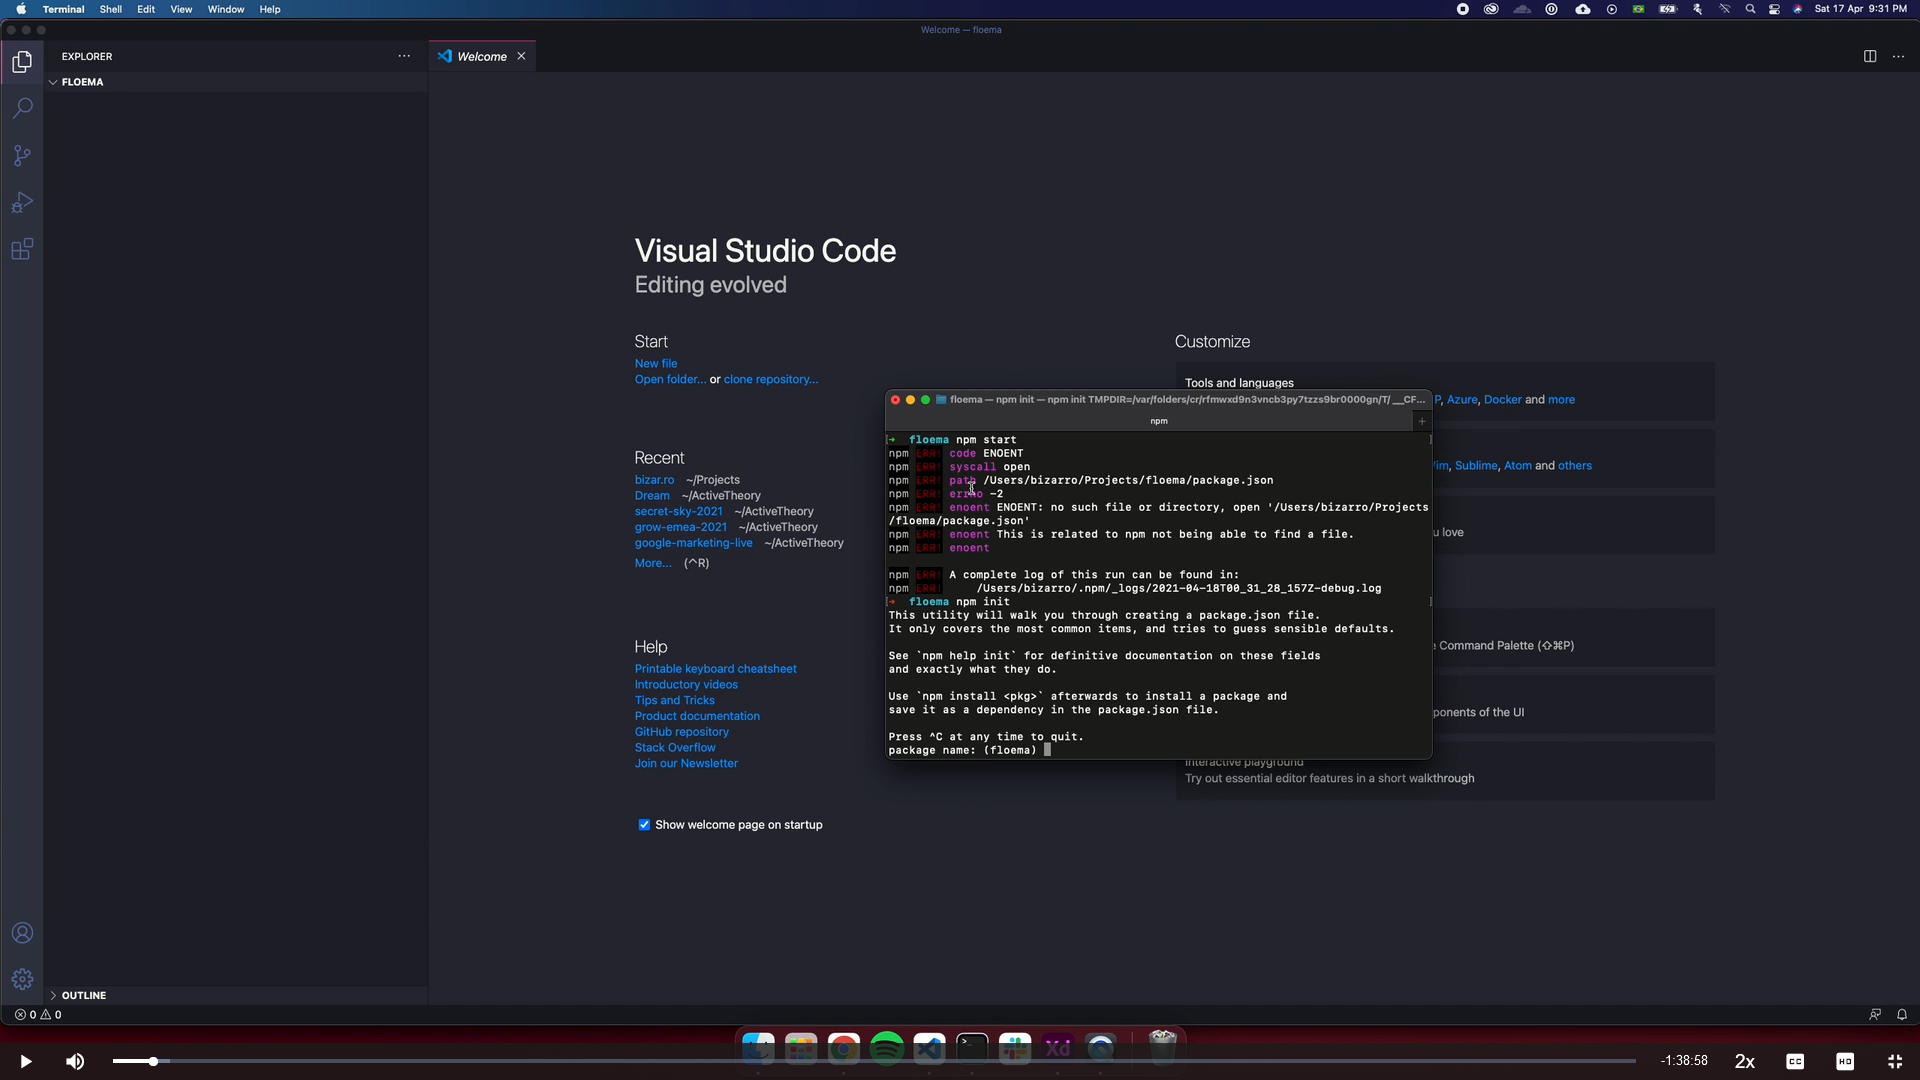 Terminal Shell Edit View Window Help
Sat 17 Apr 9:31 PM
Welcome — floema
EXPLORER
Welcome
FLOEMA
Visual Studio Code
Editing evolved
Start
New file
Open folder... or clone repository...
Recent
bizar.ro ~/Projects
Dream ~/ActiveTheory
secret-sky-2021 ~/ActiveTheory
grow-emea-2021 ~/ActiveTheory
google-marketing-live ~/ActiveTheory
More... (^R)
Help
Printable keyboard cheatsheet
Introductory videos
Tips and Tricks
Product documentation
GitHub repository
Stack Overflow
Join our Newsletter
Show welcome page on startup
Customize
Tools and languages
P, Azure, Docker and more
Vim, Sublime, Atom and others
u love
e Command Palette (⇧⌘P)
ponents of the UI
Interactive playground
Try out essential editor features in a short walkthrough
floema — npm init — npm init TMPDIR=/var/folders/cr/rfmwxd9n3vncb3py7tzzs9br0000gn/T/ __CF...
npm
[➜ floema npm start ]
npm ERR! code ENOENT
npm ERR! syscall open
npm ERR! path /Users/bizarro/Projects/floema/package.json
npm ERR! errno -2
npm ERR! enoent ENOENT: no such file or directory, open '/Users/bizarro/Projects
/floema/package.json'
npm ERR! enoent This is related to npm not being able to find a file.
npm ERR! enoent
npm ERR! A complete log of this run can be found in:
npm ERR! /Users/bizarro/.npm/_logs/2021-04-18T00_31_28_157Z-debug.log
[➜ floema npm init ]
This utility will walk you through creating a package.json file.
It only covers the most common items, and tries to guess sensible defaults.
See `npm help init` for definitive documentation on these fields
and exactly what they do.
Use `npm install <pkg>` afterwards to install a package and
save it as a dependency in the package.json file.
Press ^C at any time to quit.
package name: (floema)
OUTLINE
0 0
Xd
-1:38:58 2x CC HD